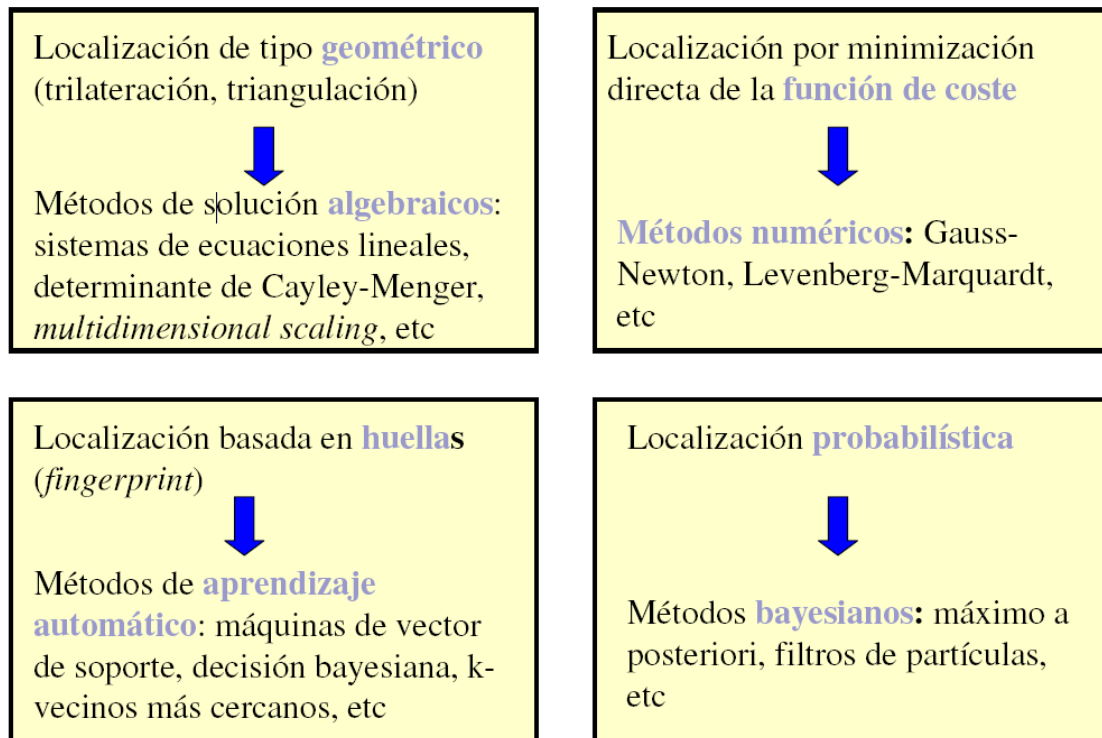 Localización de tipo geométrico
(trilateración, triangulación)
Métodos de solución algebraicos:
sistemas de ecuaciones lineales,
determinante de Cayley-Menger,
multidimensional scaling, etc
Localización por minimización
directa de la función de coste
Métodos numéricos: Gauss-
Newton, Levenberg-Marquardt,
etc
Localización basada en huellas
(fingerprint)
Métodos de aprendizaje
automático: máquinas de vector
de soporte, decisión bayesiana, k-
vecinos más cercanos, etc
Localización probabilística
Métodos bayesianos: máximo a
posteriori, filtros de partículas,
etc